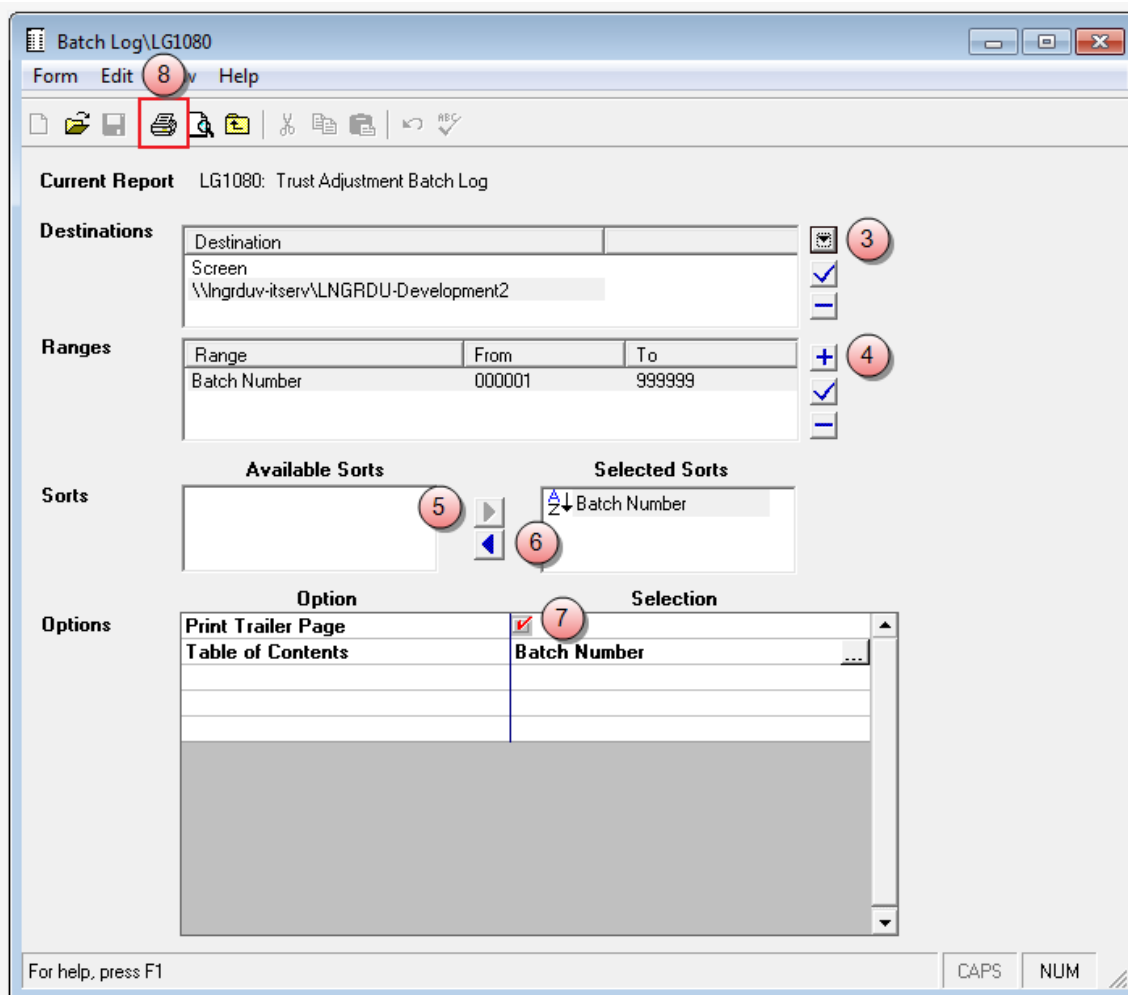 Batch Log\LG1080
Form Edit 8 w Help
ABC
Current Report LG1080: Trust Adjustment Batch Log
Destinations
Destination
3
Screen
\\lngrduv-itserv\LNGRDU-Development2
Ranges
Range From To
4
Batch Number 000001 999999
Available Sorts Selected Sorts
Sorts
5
AZ Batch Number
6
Option Selection
Options
Print Trailer Page
7
Table of Contents Batch Number ...
For help, press F1 CAPS NUM